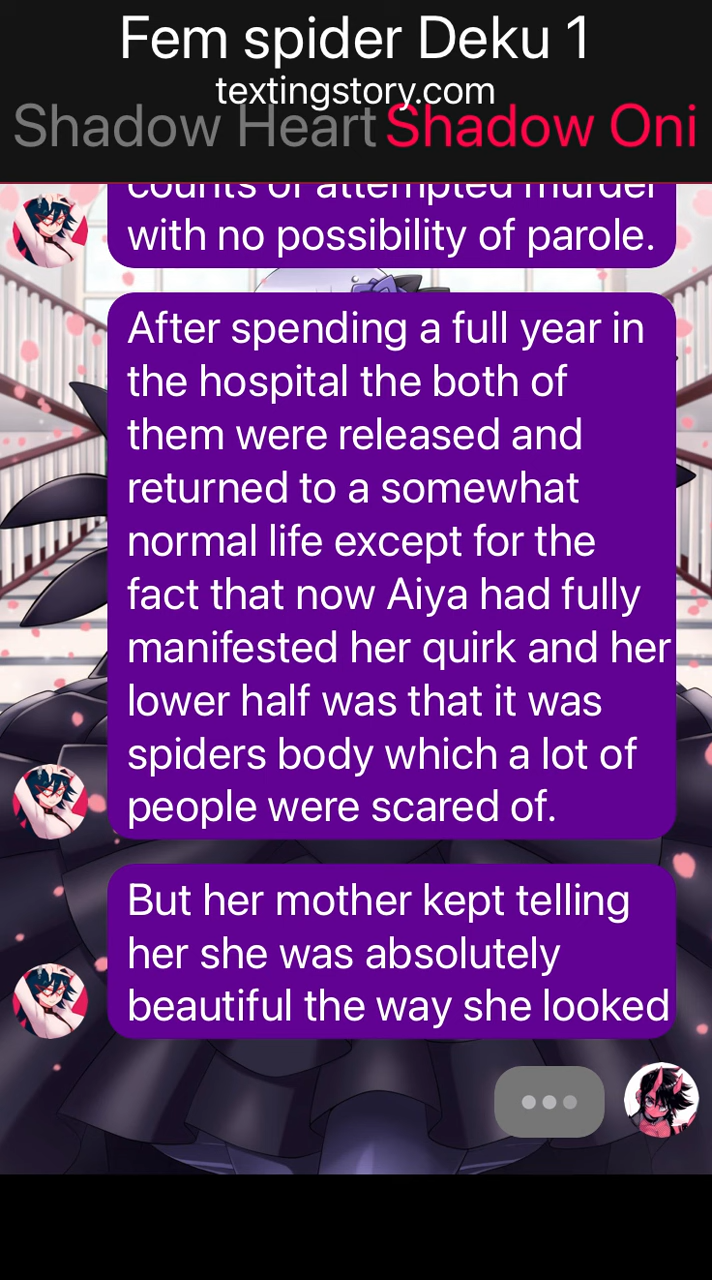 Fem spider Deku 1
textingstory.com
Shadow Heart Shadow Oni
counts of attempted murder
with no possibility of parole.
After spending a full year in
the hospital the both of
them were released and
returned to a somewhat
normal life except for the
fact that now Aiya had fully
manifested her quirk and her
lower half was that it was
spiders body which a lot of
people were scared of.
But her mother kept telling
her she was absolutely
beautiful the way she looked